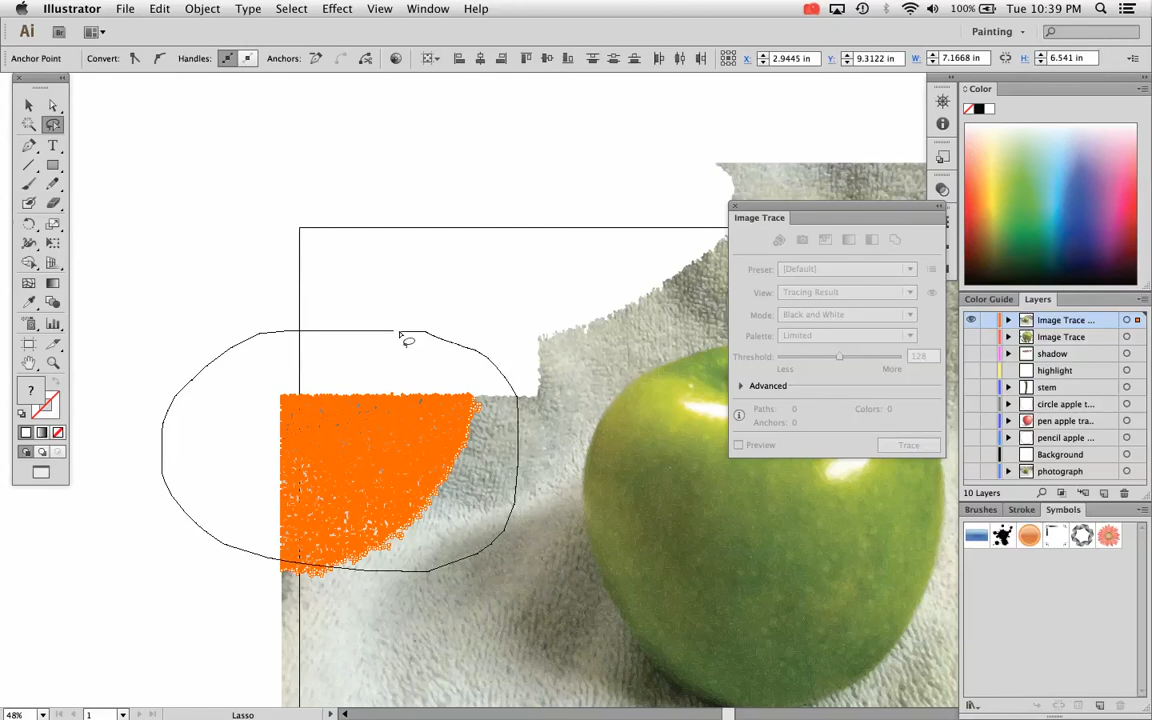 Illustrator File Edit Object Type Select Effect View Window Help 100% Tue 10:39 PM
Ai Br Painting
Anchor Point Convert: Handles: Anchors: X: 2.9445 in Y: 9.3122 in W: 7.1668 in H: 6.541 in
Color
T
Image Trace
Preset: [Default]
View: Tracing Result
Mode: Black and White
Palette: Limited
Threshold: 128
Less More
Advanced
Paths: 0 Colors: 0
Anchors: 0
Preview Trace
?
Color Guide Layers
Image Trace ...
Image Trace
shadow
highlight
stem
circle apple t...
pen apple tra...
pencil apple ...
Background
photograph
10 Layers
Brushes Stroke Symbols
48% 1 Lasso